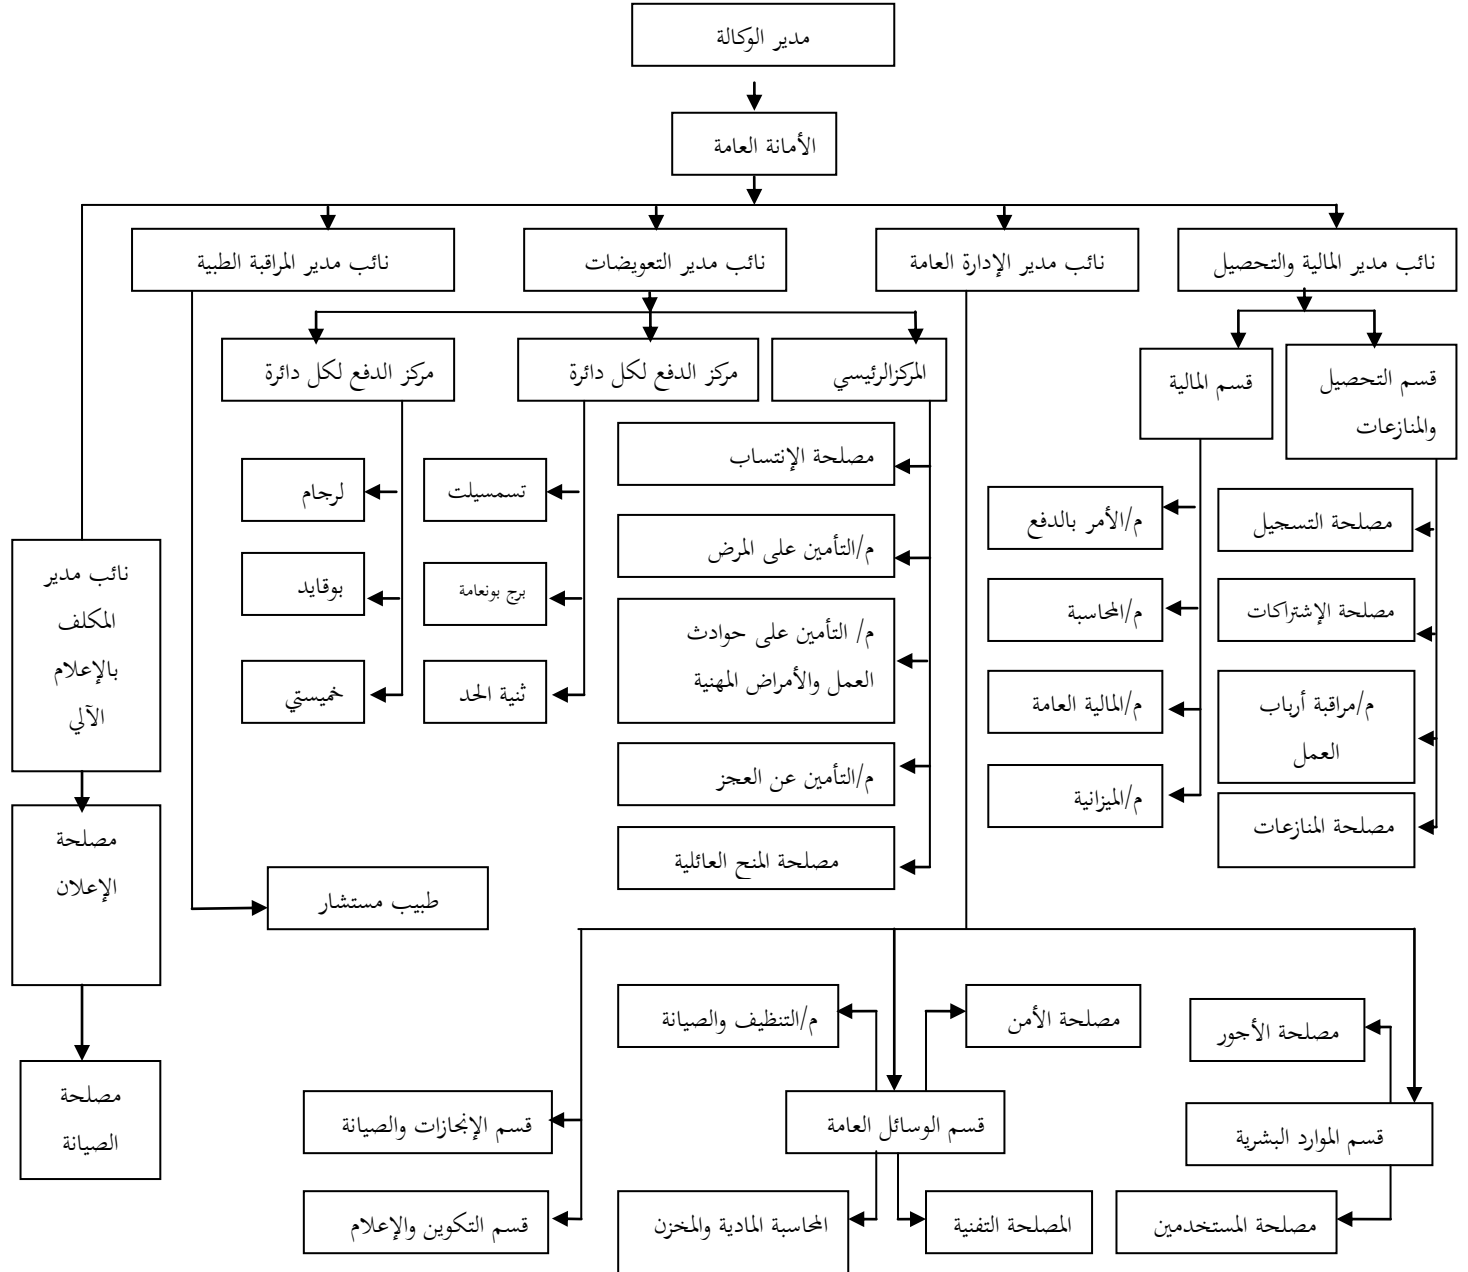 مدير الوكالة
الأمانة العامة
نائب مدير المالية والتحصيل
نائب مدير الإدارة العامة
نائب مدير التعويضات
نائب مدير المراقبة الطبية
قسم التحصيل
والمنازعات
قسم المالية
المركزالرئيسي
مركز الدفع لكل دائرة
مركز الدفع لكل دائرة
مصلحة التسجيل
مصلحة الإشتراكات
م/مراقبة أرباب
العمل
مصلحة المنازعات
م/الأمر بالدفع
م/المحاسبة
م/المالية العامة
م/الميزانية
مصلحة الإنتساب
م/التأمين على المرض
م/ التأمين على حوادث
العمل والأمراض المهنية
م/التأمين عن العجز
مصلحة المنح العائلية
تسمسيلت
برج بونعامة
ثنية الحد
لرجام
بوقايد
خميستي
نائب مدير
المكلف
بالإعلام
الآلي
مصلحة
الإعلان
مصلحة
الصيانة
طبيب مستشار
مصلحة الأجور
قسم الموارد البشرية
مصلحة المستخدمين
مصلحة الأمن
م/التنظيف والصيانة
قسم الوسائل العامة
المصلحة التفنية
المحاسبة المادية والمخزن
قسم الإنجازات والصيانة
قسم التكوين والإعلام